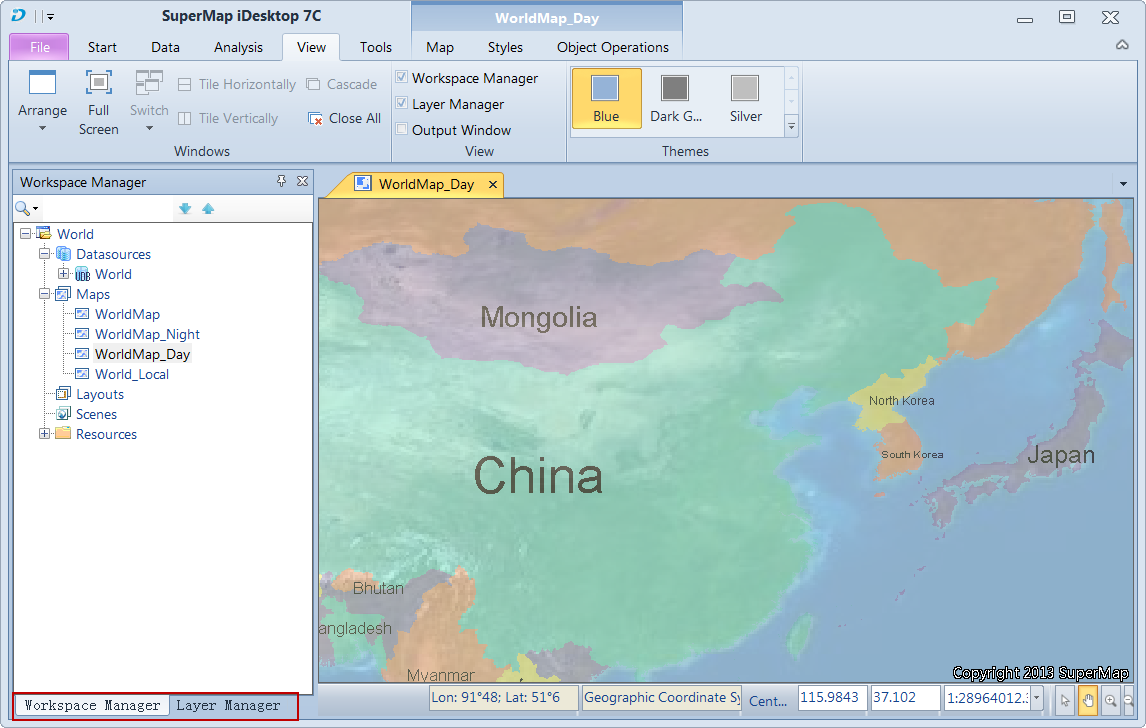 SuperMap iDesktop 7C
WorldMap_Day
File Start Data Analysis View Tools Map Styles Object Operations
Arrange
Full Screen
Switch
Tile Horizontally
Tile Vertically
Cascade
Close All
Windows
Workspace Manager
Layer Manager
Output Window
View
Blue
Dark G...
Silver
Themes
Workspace Manager
World
Datasources
UDB World
Maps
WorldMap
WorldMap_Night
WorldMap_Day
World_Local
Layouts
Scenes
Resources
Workspace Manager Layer Manager
WorldMap_Day
Mongolia
North Korea
South Korea
Japan
China
Bhutan
angladesh
Myanmar
Copyright 2013 SuperMap
Lon: 91°48; Lat: 51°6 Geographic Coordinate Sy Cent... 115.9843 37.102 1:28964012.